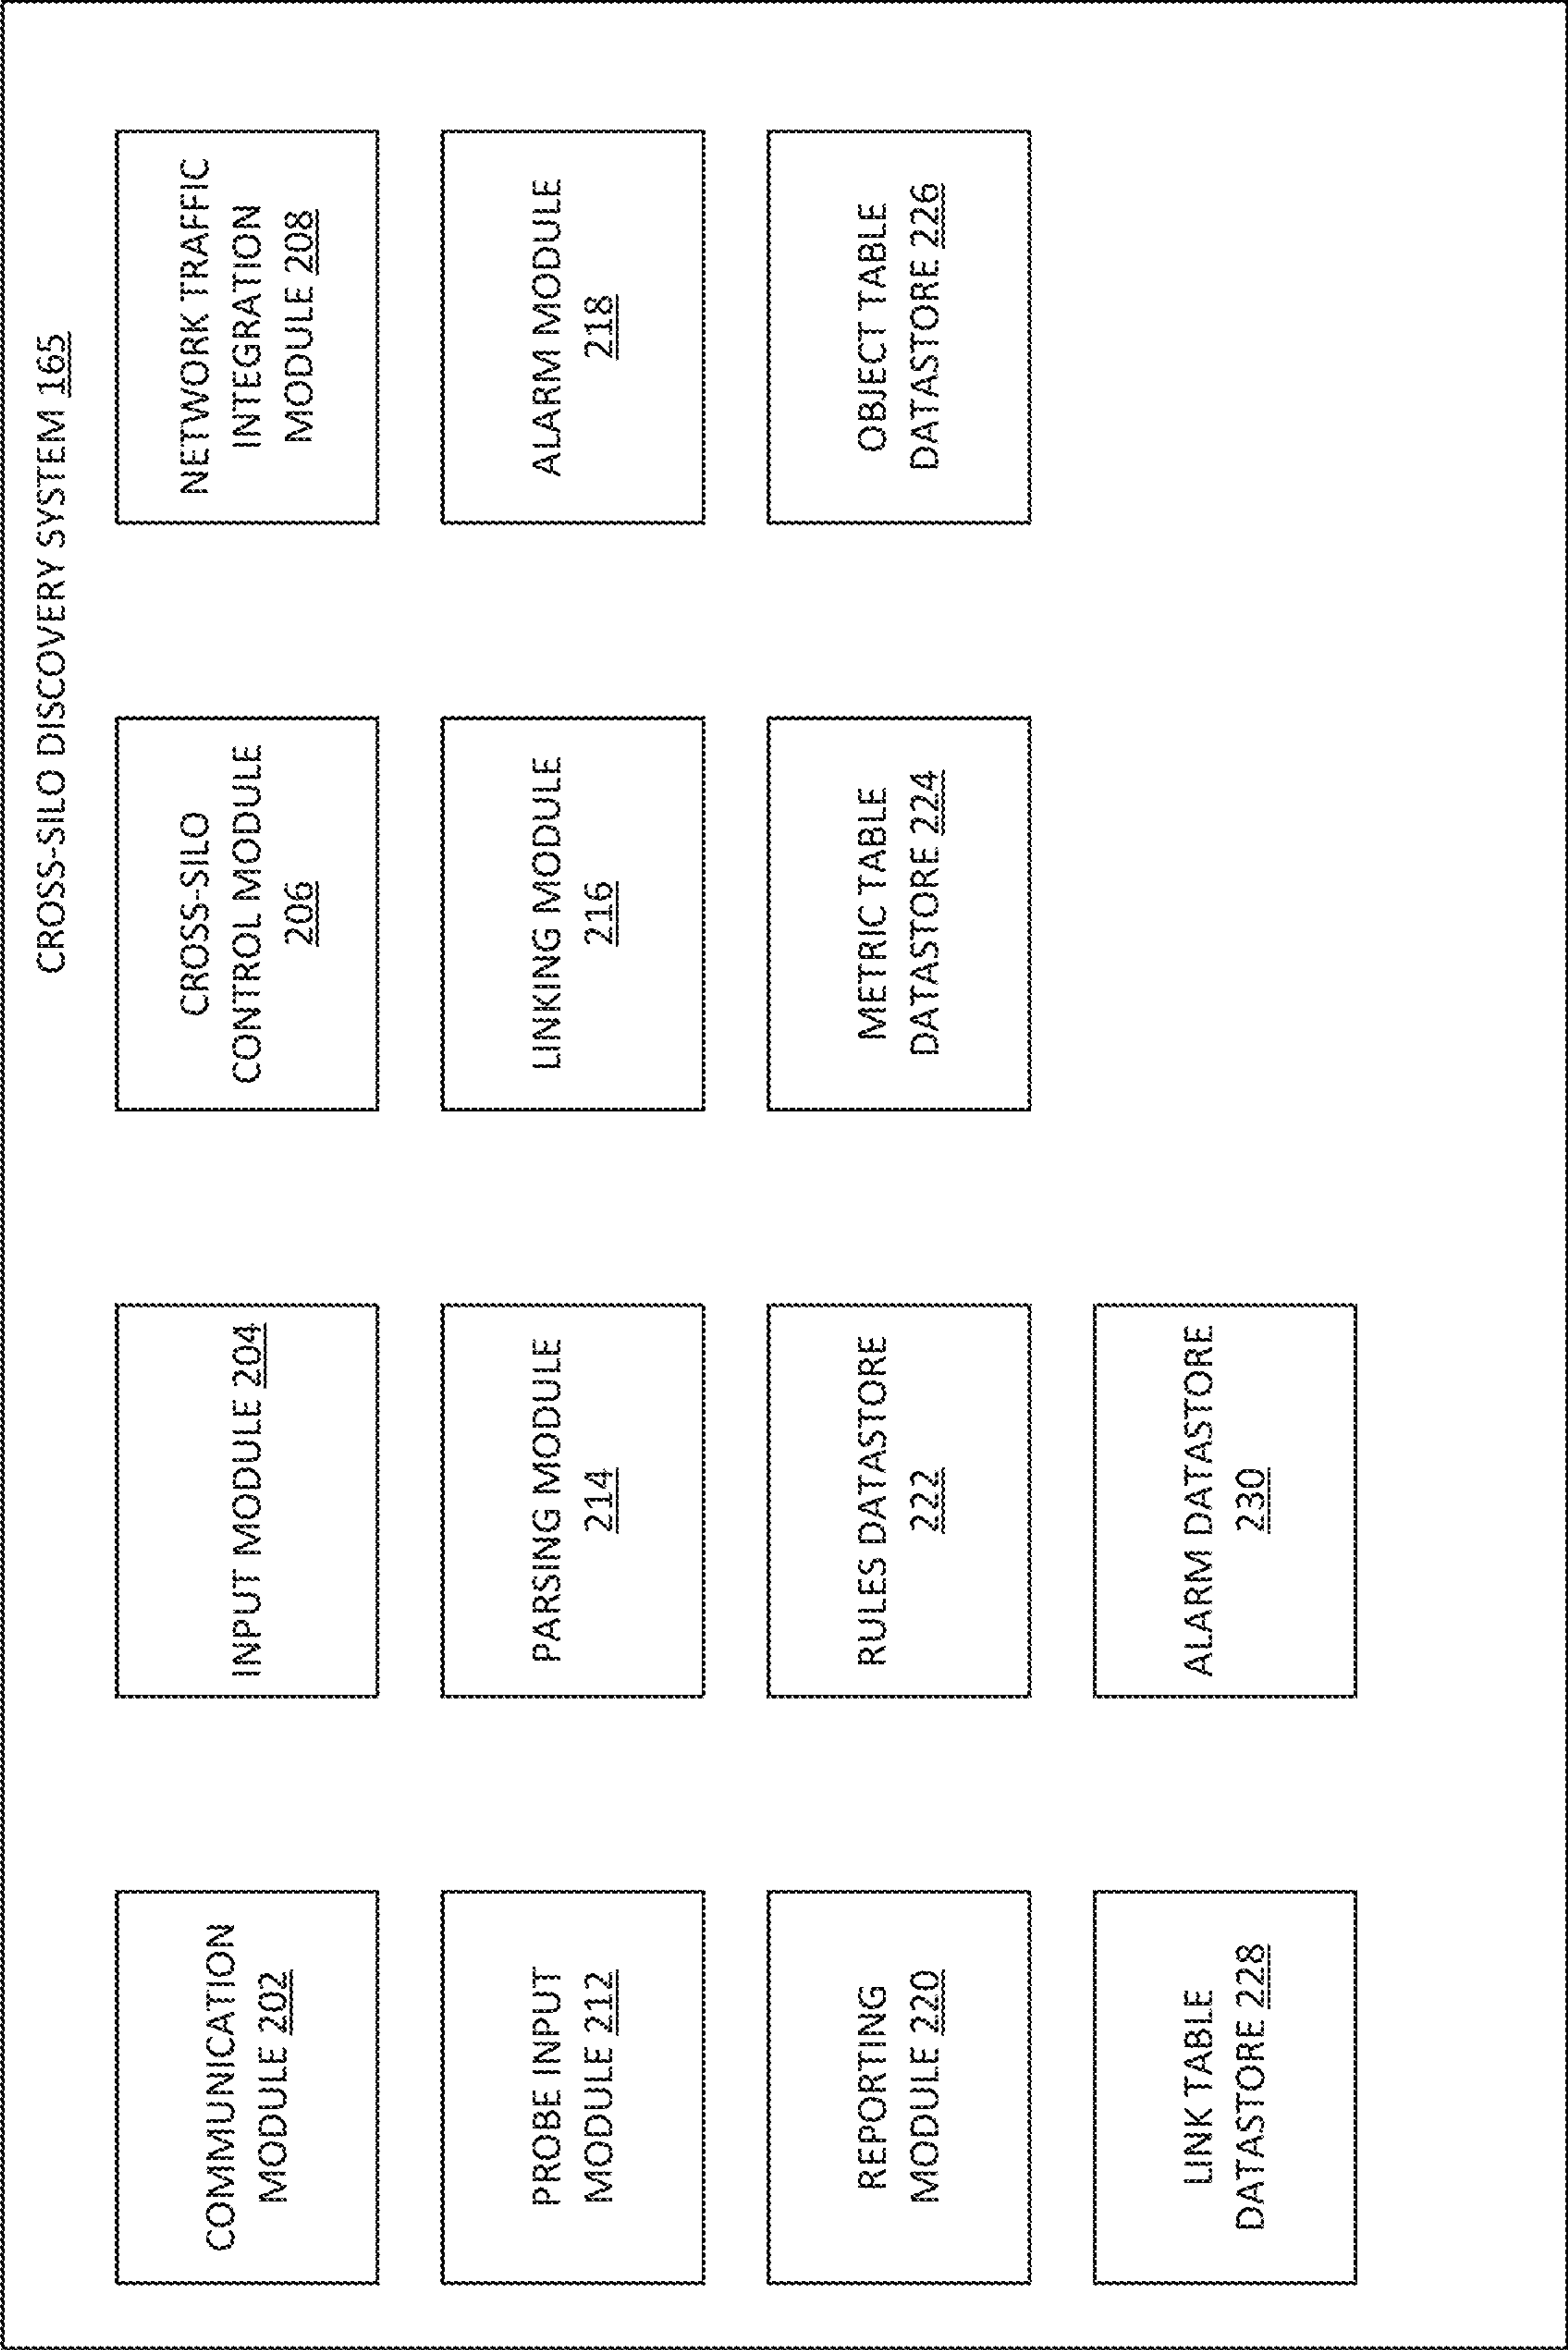 CROSS-SILO DISCOVERY SYSTEM 165
COMMUNICATION
MODULE 202
INPUT MODULE 204
CROSS-SILO
CONTROL MODULE
206
NETWORK TRAFFIC
INTEGRATION
MODULE 208
PROBE INPUT
MODULE 212
PARSING MODULE
214
LINKING MODULE
216
ALARM MODULE
218
REPORTING
MODULE 220
RULES DATASTORE
222
METRIC TABLE
DATASTORE 224
OBJECT TABLE
DATASTORE 226
LINK TABLE
DATASTORE 228
ALARM DATASTORE
230